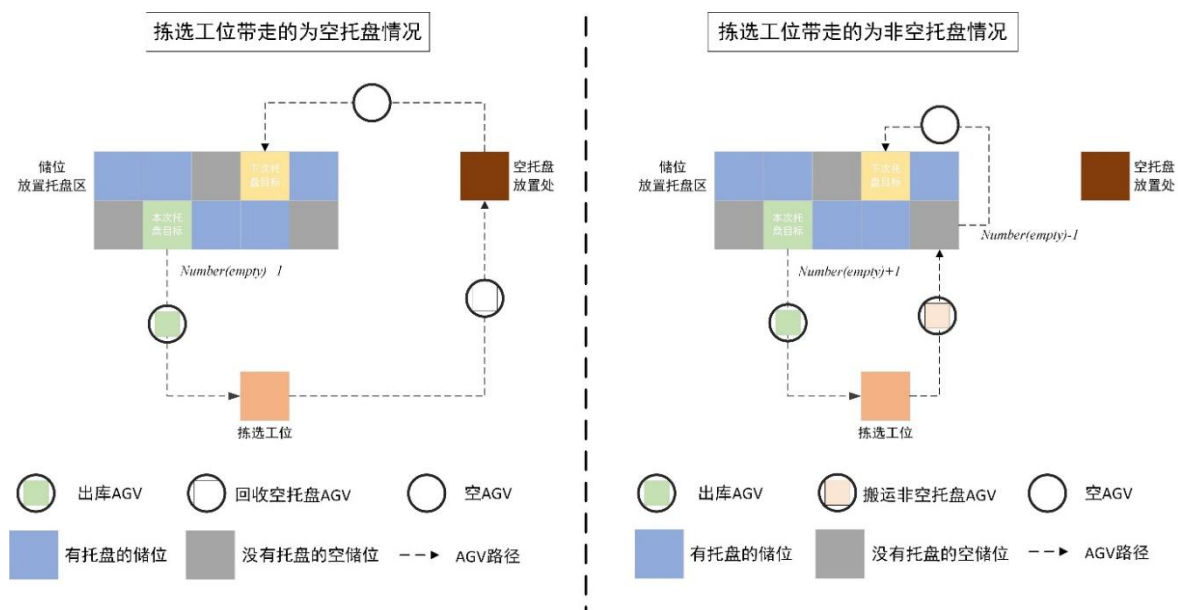 拣选工位带走的为空托盘情况
储位
放置托盘区
下次托
盘目标
本次托
盘目标
空托盘
放置处
Number(empty) 1
拣选工位
出库AGV
回收空托盘AGV
空AGV
有托盘的储位
没有托盘的空储位
AGV路径
拣选工位带走的为非空托盘情况
储位
放置托盘区
下次托
盘目标
本次托
盘目标
空托盘
放置处
Number(empty)-1
Number(empty)+1
拣选工位
出库AGV
搬运非空托盘AGV
空AGV
有托盘的储位
没有托盘的空储位
AGV路径